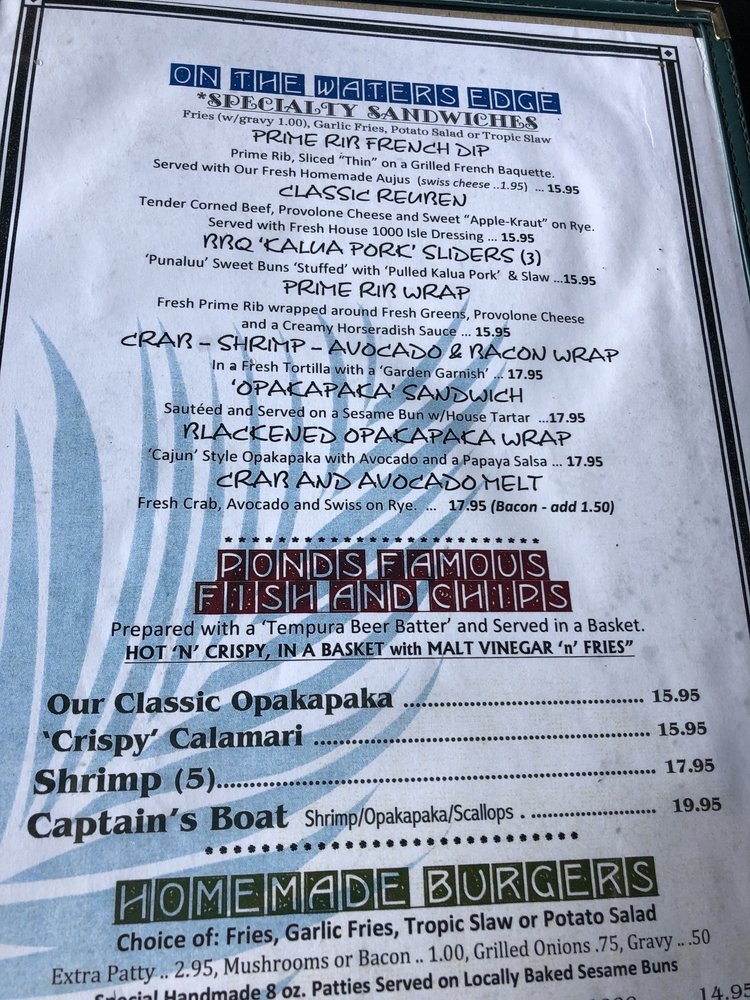 ON THE WATERS EDGE
*SPECIALTY SANDWICHES
Fries (w/gravy 1.00), Garlic Fries, Potato Salad or Tropic Slaw
PRIME RIB FRENCH DIP
Prime Rib, Sliced "Thin" on a Grilled French Baquette.
Served with Our Fresh Homemade Aujus (swiss cheese ..1.95) ... 15.95
CLASSIC REUBEN
Tender Corned Beef, Provolone Cheese and Sweet "Apple-Kraut" on Rye.
Served with Fresh House 1000 Isle Dressing ... 15.95
BBQ 'KALUA PORK' SLIDERS (3)
'Punaluu' Sweet Buns 'Stuffed' with 'Pulled Kalua Pork' & Slaw ...15.95
PRIME RIB WRAP
Fresh Prime Rib wrapped around Fresh Greens, Provolone Cheese
and a Creamy Horseradish Sauce ... 15.95
CRAB – SHRIMP – AVOCADO & BACON WRAP
In a Fresh Tortilla with a 'Garden Garnish' ... 17.95
'OPAKAPAKA' SANDWICH
Sautéed and Served on a Sesame Bun w/House Tartar ...17.95
BLACKENED OPAKAPAKA WRAP
'Cajun' Style Opakapaka with Avocado and a Papaya Salsa ... 17.95
CRAB AND AVOCADO MELT
Fresh Crab, Avocado and Swiss on Rye. ... 17.95 (Bacon - add 1.50)
PONDS FAMOUS
FISH AND CHIPS
Prepared with a 'Tempura Beer Batter' and Served in a Basket.
HOT 'N' CRISPY, IN A BASKET with MALT VINEGAR 'n' FRIES"
Our Classic Opakapaka ........................................ 15.95
'Crispy' Calamari ........................................ 15.95
Shrimp (5)........................................ 17.95
Captain's Boat Shrimp/Opakapaka/Scallops . ........................ 19.95
HOMEMADE BURGERS
Choice of: Fries, Garlic Fries, Tropic Slaw or Potato Salad
Extra Patty .. 2.95, Mushrooms or Bacon .. 1.00, Grilled Onions .75, Gravy .. .50
Special Handmade 8 oz. Patties Served on Locally Baked Sesame Buns
14.95